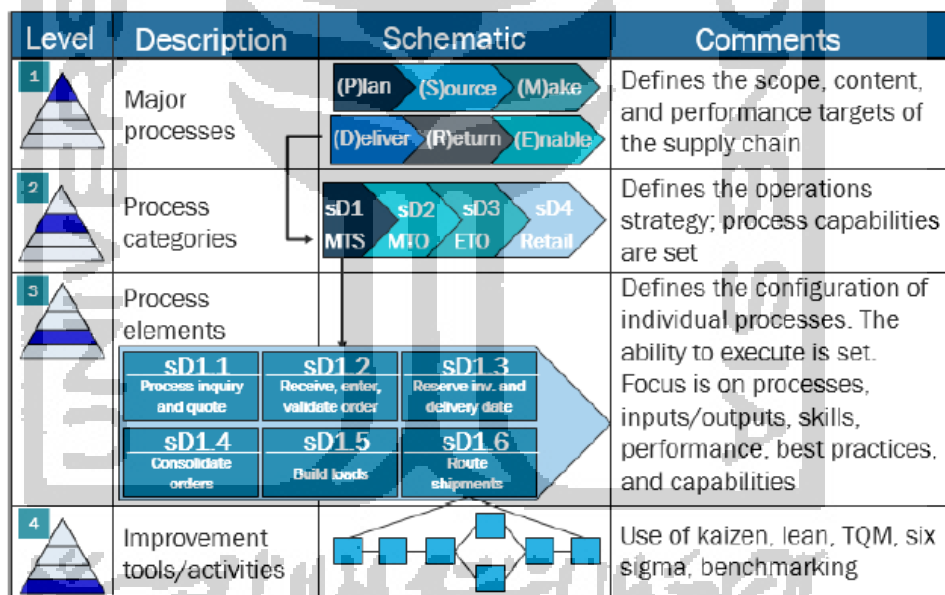 Level Description Schematic Comments
1
Major
processes
(P)lan (S)ource (M)ake
(D)eliver (R)eturn (E)nable
Defines the scope, content,
and performance targets of
the supply chain
2
Process
categories
sD1 sD2 sD3 sD4
MTS MTO ETO Retail
Defines the operations
strategy; process capabilities
are set
3
Process
elements
sD1.1
Process inquiry
and quote
sD1.2
Receive, enter,
validate order
sD1.3
Reserve inv. and
delivery date
sD1.4
Consolidate
orders
sD1.5
Build loads
sD1.6
Route
shipments
Defines the configuration of
individual processes. The
ability to execute is set.
Focus is on processes,
inputs/outputs, skills,
performance, best practices,
and capabilities
4
Improvement
tools/activities
Use of kaizen, lean, TQM, six
sigma, benchmarking